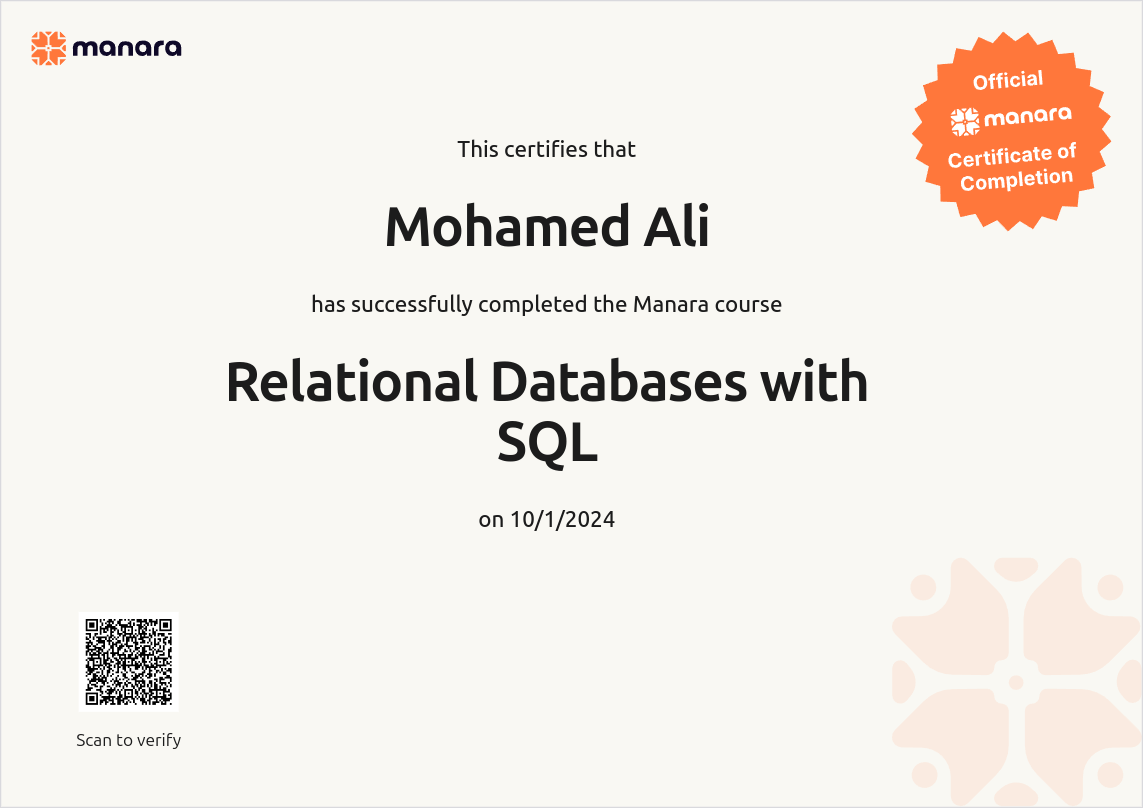 manara
Official
manara
Certificate of
Completion
This certifies that
Mohamed Ali
has successfully completed the Manara course
Relational Databases with
SQL
on 10/1/2024
Scan to verify